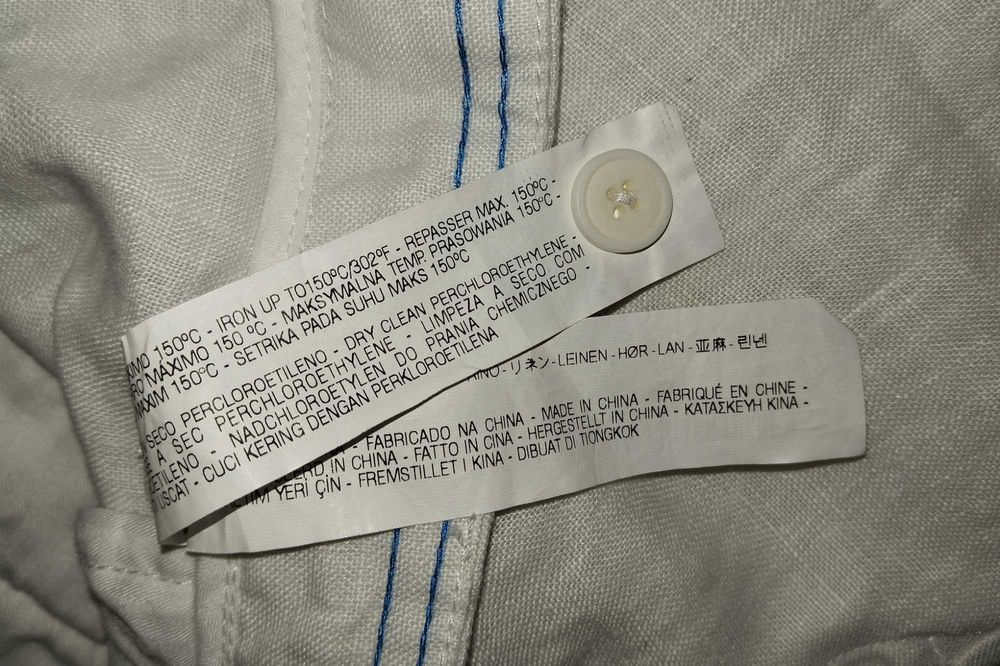 150ºC - IRON UP TO150ºC/302ºF - REPASSER MAX. 150ºC -
MÁXIMO 150 ºC - MAKSYMALNA TEMP. PRASOWANIA 150ºC -
150ºC - SETRIKA PADA SUHU MAKS 150ºC
SECO PERCLOROETILENO - DRY CLEAN PERCHLOROETHYLENE -
À SEC PERCHLOROETHYLENE - LIMPEZA A SECO COM
- NADCHLOROETYLEN DO PRANIA CHEMICZNEGO -
USCAT - CUCI KERING DENGAN PERKLOROETILENA
リネン - LEINEN - HØR - LAN - 亚麻 - 린넨
- FABRICADO NA CHINA - MADE IN CHINA - FABRIQUÉ EN CHINE -
IN CHINA - FATTO IN CINA - HERGESTELLT IN CHINA - ΚΑΤΑΣΚΕΥΗ ΚΙΝΑ -
YERİ ÇİN - FREMSTILLET I KINA - DIBUAT DI TIONGKOK